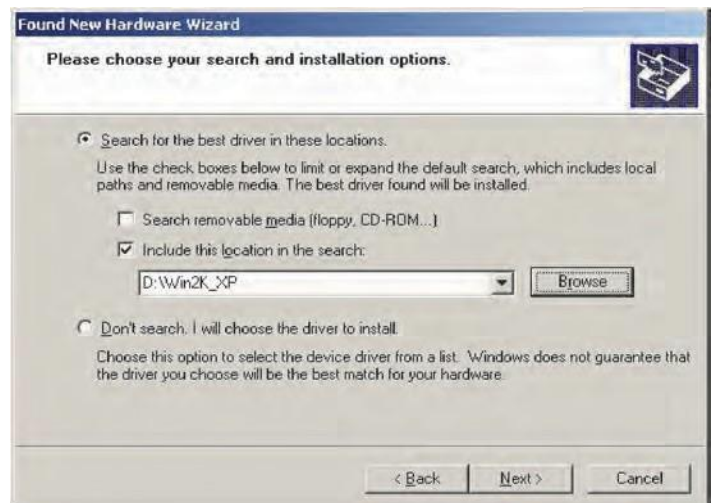 Found New Hardware Wizard
Please choose your search and installation options.
Search for the best driver in these locations.
Use the check boxes below to limit or expand the default search, which includes local
paths and removable media. The best driver found will be installed.
Search removable media (floppy, CD-ROM...)
Include this location in the search:
D:\Win2K_XP
Browse
Don't search. I will choose the driver to install.
Choose this option to select the device driver from a list. Windows does not guarantee that
the driver you choose will be the best match for your hardware.
< Back Next > Cancel